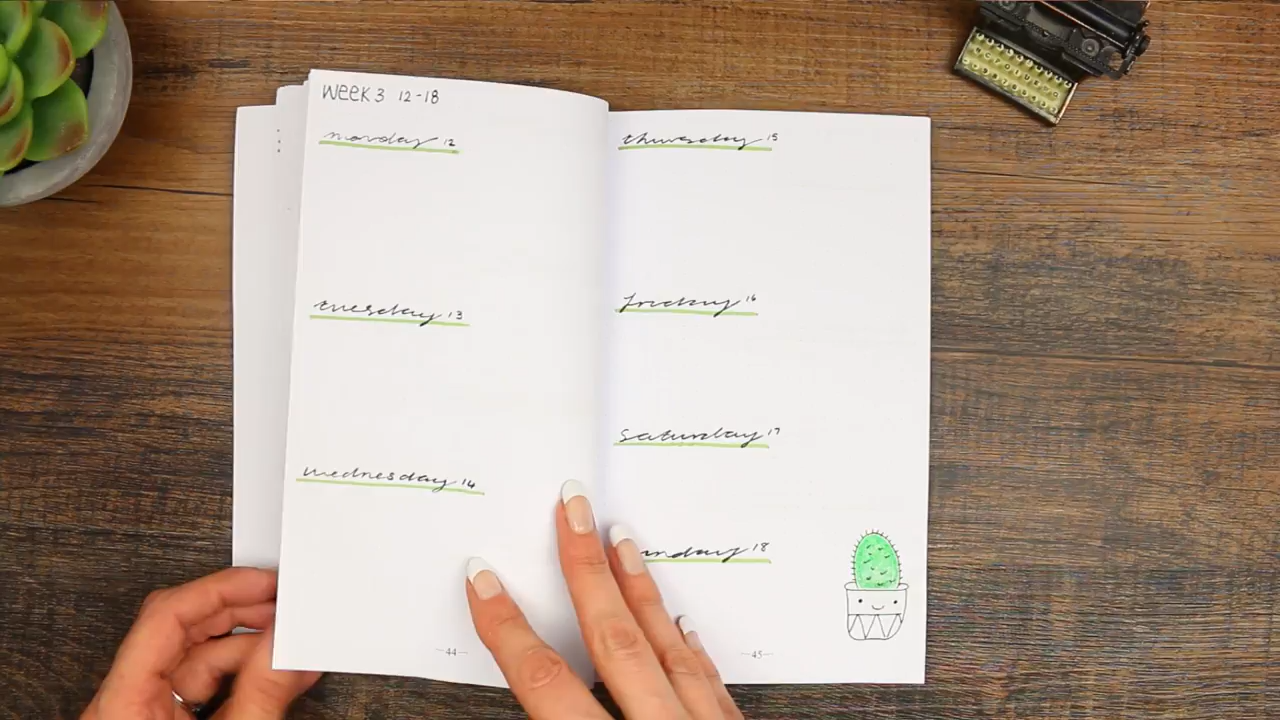 WEEK 3 12-18
monday 12
tuesday 13
wednesday 14
—44—
thursday 15
friday 16
saturday 17
unday 18
—45—